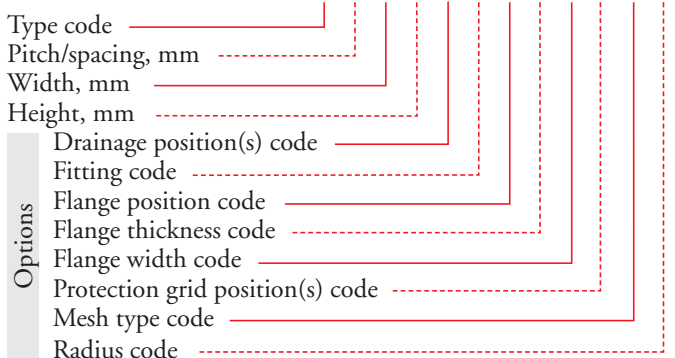 Type code
Pitch/spacing, mm
Width, mm
Height, mm
Options
Drainage position(s) code
Fitting code
Flange position code
Flange thickness code
Flange width code
Protection grid position(s) code
Mesh type code
Radius code